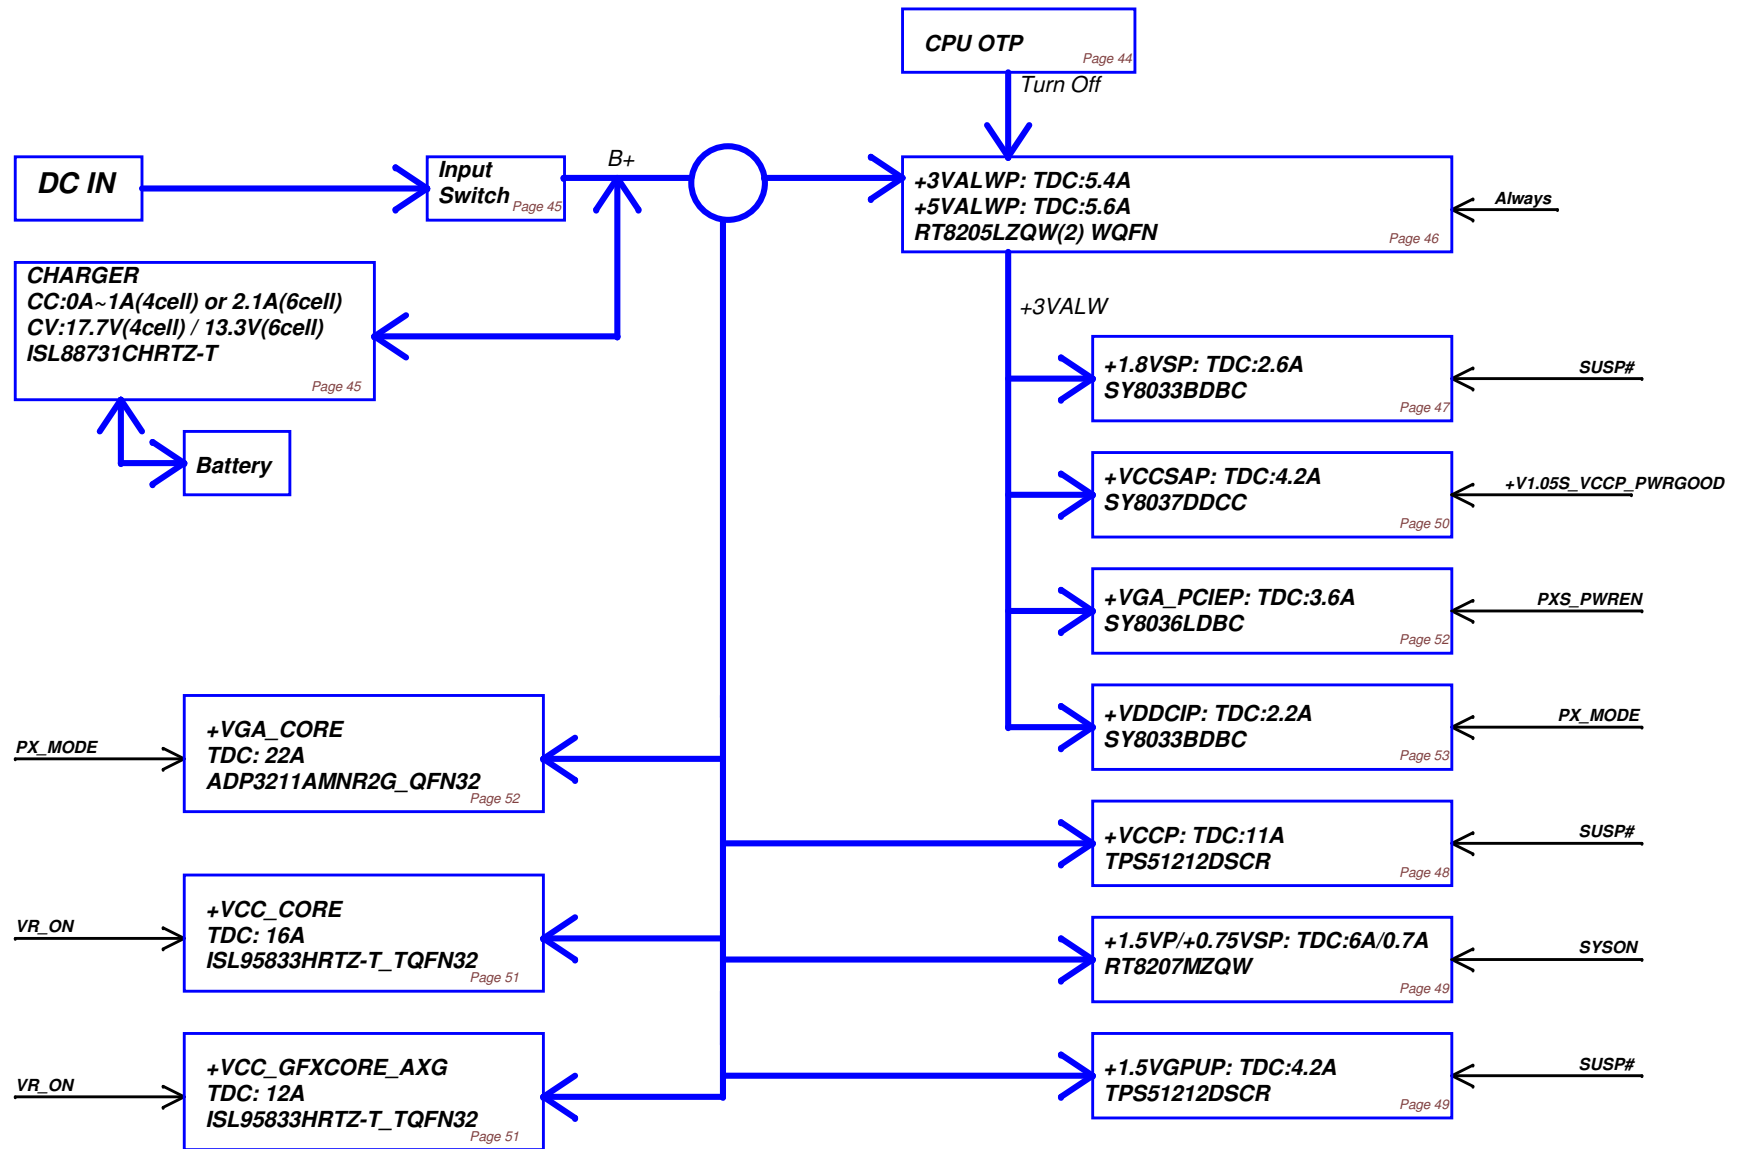 CPU OTP
Page 44
Turn Off
DC IN
Input
Switch
Page 45
B+
+3VALWP: TDC:5.4A
+5VALWP: TDC:5.6A
RT8205LZQW(2) WQFN
Page 46
Always
CHARGER
CC:0A~1A(4cell) or 2.1A(6cell)
CV:17.7V(4cell) / 13.3V(6cell)
ISL88731CHRTZ-T
Page 45
Battery
+3VALW
+1.8VSP: TDC:2.6A
SY8033BDBC
Page 47
SUSP#
+VCCSAP: TDC:4.2A
SY8037DDCC
Page 50
+V1.05S_VCCP_PWRGOOD
+VGA_PCIEP: TDC:3.6A
SY8036LDBC
Page 52
PXS_PWREN
+VDDCIP: TDC:2.2A
SY8033BDBC
Page 53
PX_MODE
PX_MODE
+VGA_CORE
TDC: 22A
ADP3211AMNR2G_QFN32
Page 52
+VCCP: TDC:11A
TPS51212DSCR
Page 48
SUSP#
VR_ON
+VCC_CORE
TDC: 16A
ISL95833HRTZ-T_TQFN32
Page 51
+1.5VP/+0.75VSP: TDC:6A/0.7A
RT8207MZQW
Page 49
SYSON
VR_ON
+VCC_GFXCORE_AXG
TDC: 12A
ISL95833HRTZ-T_TQFN32
Page 51
+1.5VGPUP: TDC:4.2A
TPS51212DSCR
Page 49
SUSP#